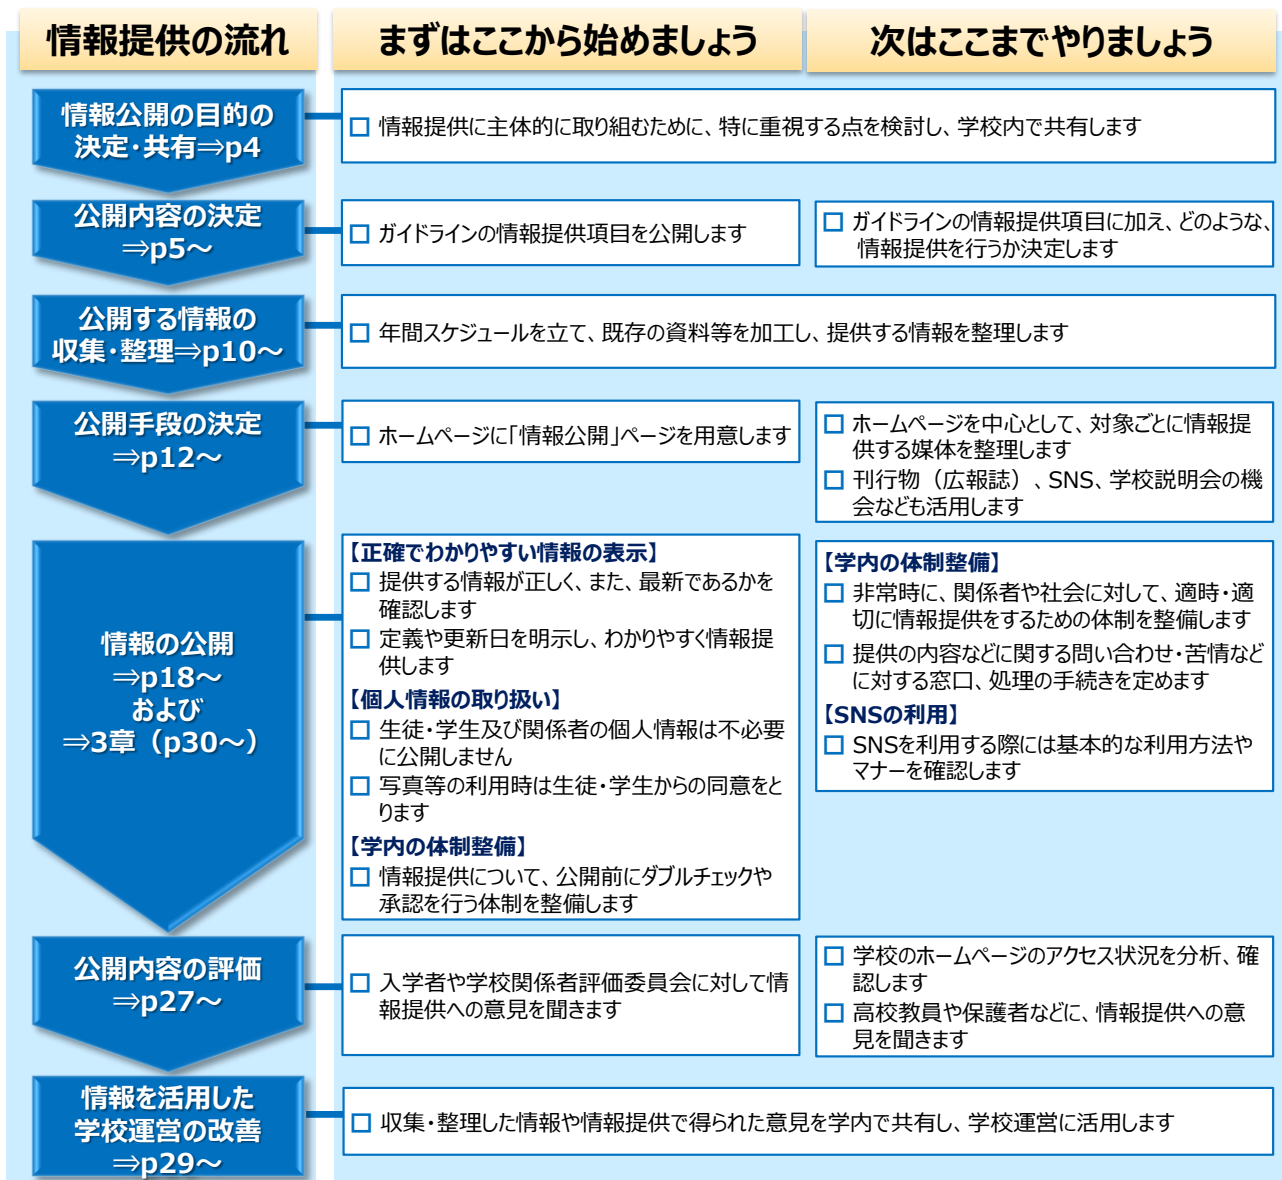 情報提供の流れ
まずはここから始めましょう
次はここまでやりましょう
情報公開の目的の
決定・共有⇒p4
□ 情報提供に主体的に取り組むために、特に重視する点を検討し、学校内で共有します
公開内容の決定
⇒p5～
□ ガイドラインの情報提供項目を公開します
□ ガイドラインの情報提供項目に加え、どのような、
情報提供を行うか決定します
公開する情報の
収集・整理⇒p10～
□ 年間スケジュールを立て、既存の資料等を加工し、提供する情報を整理します
公開手段の決定
⇒p12～
□ ホームページに「情報公開」ページを用意します
□ ホームページを中心として、対象ごとに情報提
供する媒体を整理します
□ 刊行物（広報誌）、SNS、学校説明会の機
会なども活用します
情報の公開
⇒p18～
および
⇒3章（p30～）
【正確でわかりやすい情報の表示】
□ 提供する情報が正しく、また、最新であるかを
確認します
□ 定義や更新日を明示し、わかりやすく情報提
供します
【個人情報の取り扱い】
□ 生徒・学生及び関係者の個人情報は不必要
に公開しません
□ 写真等の利用時は生徒・学生からの同意をと
ります
【学内の体制整備】
□ 情報提供について、公開前にダブルチェックや
承認を行う体制を整備します
【学内の体制整備】
□ 非常時に、関係者や社会に対して、適時・適
切に情報提供をするための体制を整備します
□ 提供の内容などに関する問い合わせ・苦情など
に対する窓口、処理の手続きを定めます
【SNSの利用】
□ SNSを利用する際には基本的な利用方法や
マナーを確認します
公開内容の評価
⇒p27～
□ 入学者や学校関係者評価委員会に対して情
報提供への意見を聞きます
□ 学校のホームページのアクセス状況を分析、確
認します
□ 高校教員や保護者などに、情報提供への意
見を聞きます
情報を活用した
学校運営の改善
⇒p29～
□ 収集・整理した情報や情報提供で得られた意見を学内で共有し、学校運営に活用します